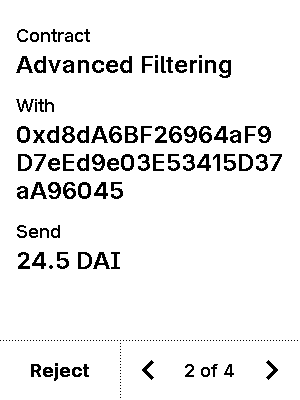 Contract
Advanced Filtering
With
0xd8dA6BF26964aF9
D7eEd9e03E53415D37
aA96045
Send
24.5 DAI
Reject
2 of 4